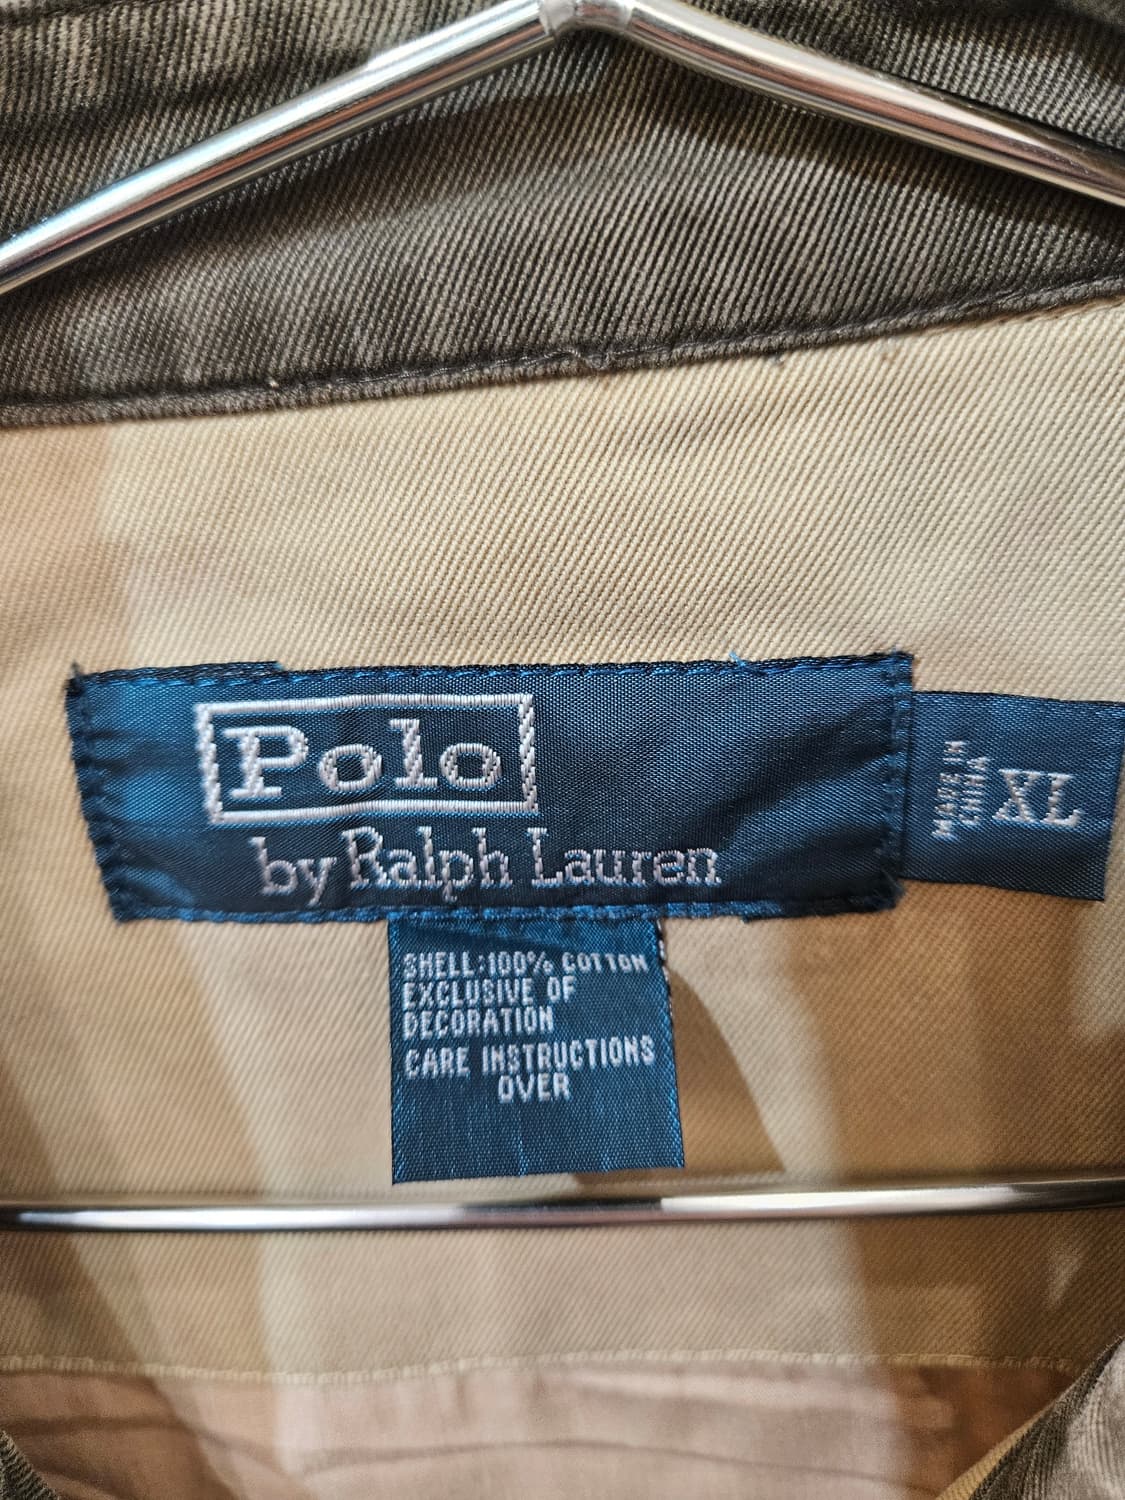 Polo
by Ralph Lauren
MADE IN
CHINA
XL
SHELL:100% COTTON
EXCLUSIVE OF
DECORATION
CARE INSTRUCTIONS
OVER